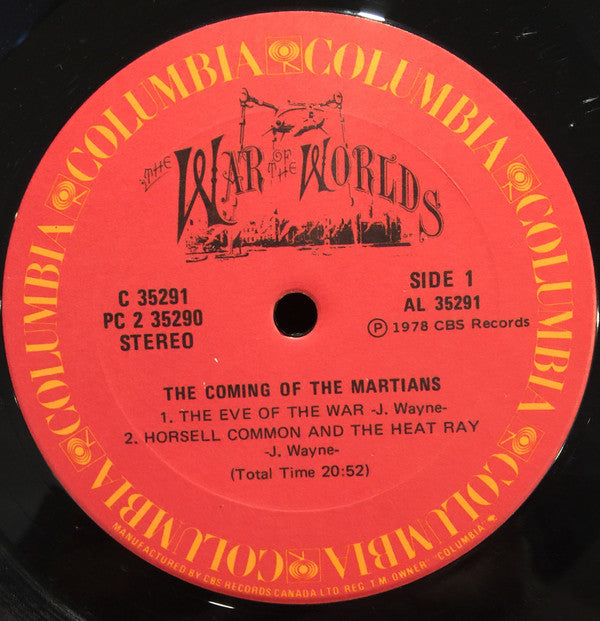 COLUMBIA COLUMBIA COLUMBIA COLUMBIA COLUMBIA COLUMBIA COLUMBIA
THE WAR OF THE WORLDS
C 35291
PC 2 35290
STEREO
SIDE 1
AL 35291
Ⓟ 1978 CBS Records
THE COMING OF THE MARTIANS
1. THE EVE OF THE WAR -J. Wayne-
2. HORSELL COMMON AND THE HEAT RAY
-J. Wayne-
(Total Time 20:52)
MANUFACTURED BY CBS RECORDS CANADA LTD REG. T.M. OWNER "COLUMBIA"